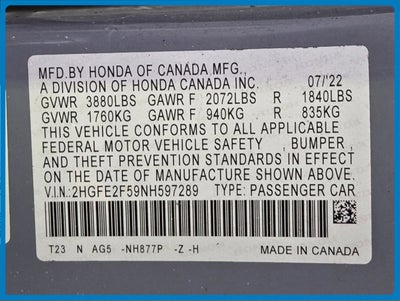 MFD.BY HONDA OF CANADA MFG.,
A DIVISION OF HONDA CANADA INC. 07/'22
GVWR 3880LBS GAWR F 2072LBS R 1840LBS
GVWR 1760KG GAWR F 940KG R 835KG
THIS VEHICLE CONFORMS TO ALL APPLICABLE
FEDERAL MOTOR VEHICLE SAFETY , BUMPER ,
AND THEFT PREVENTION STANDARDS IN EFFECT
ON THE DATE OF MANUFACTURE SHOWN ABOVE.
V.I.N.:2HGFE2F59NH597289 TYPE: PASSENGER CAR
T23 N AG5 -NH877P -Z -H MADE IN CANADA